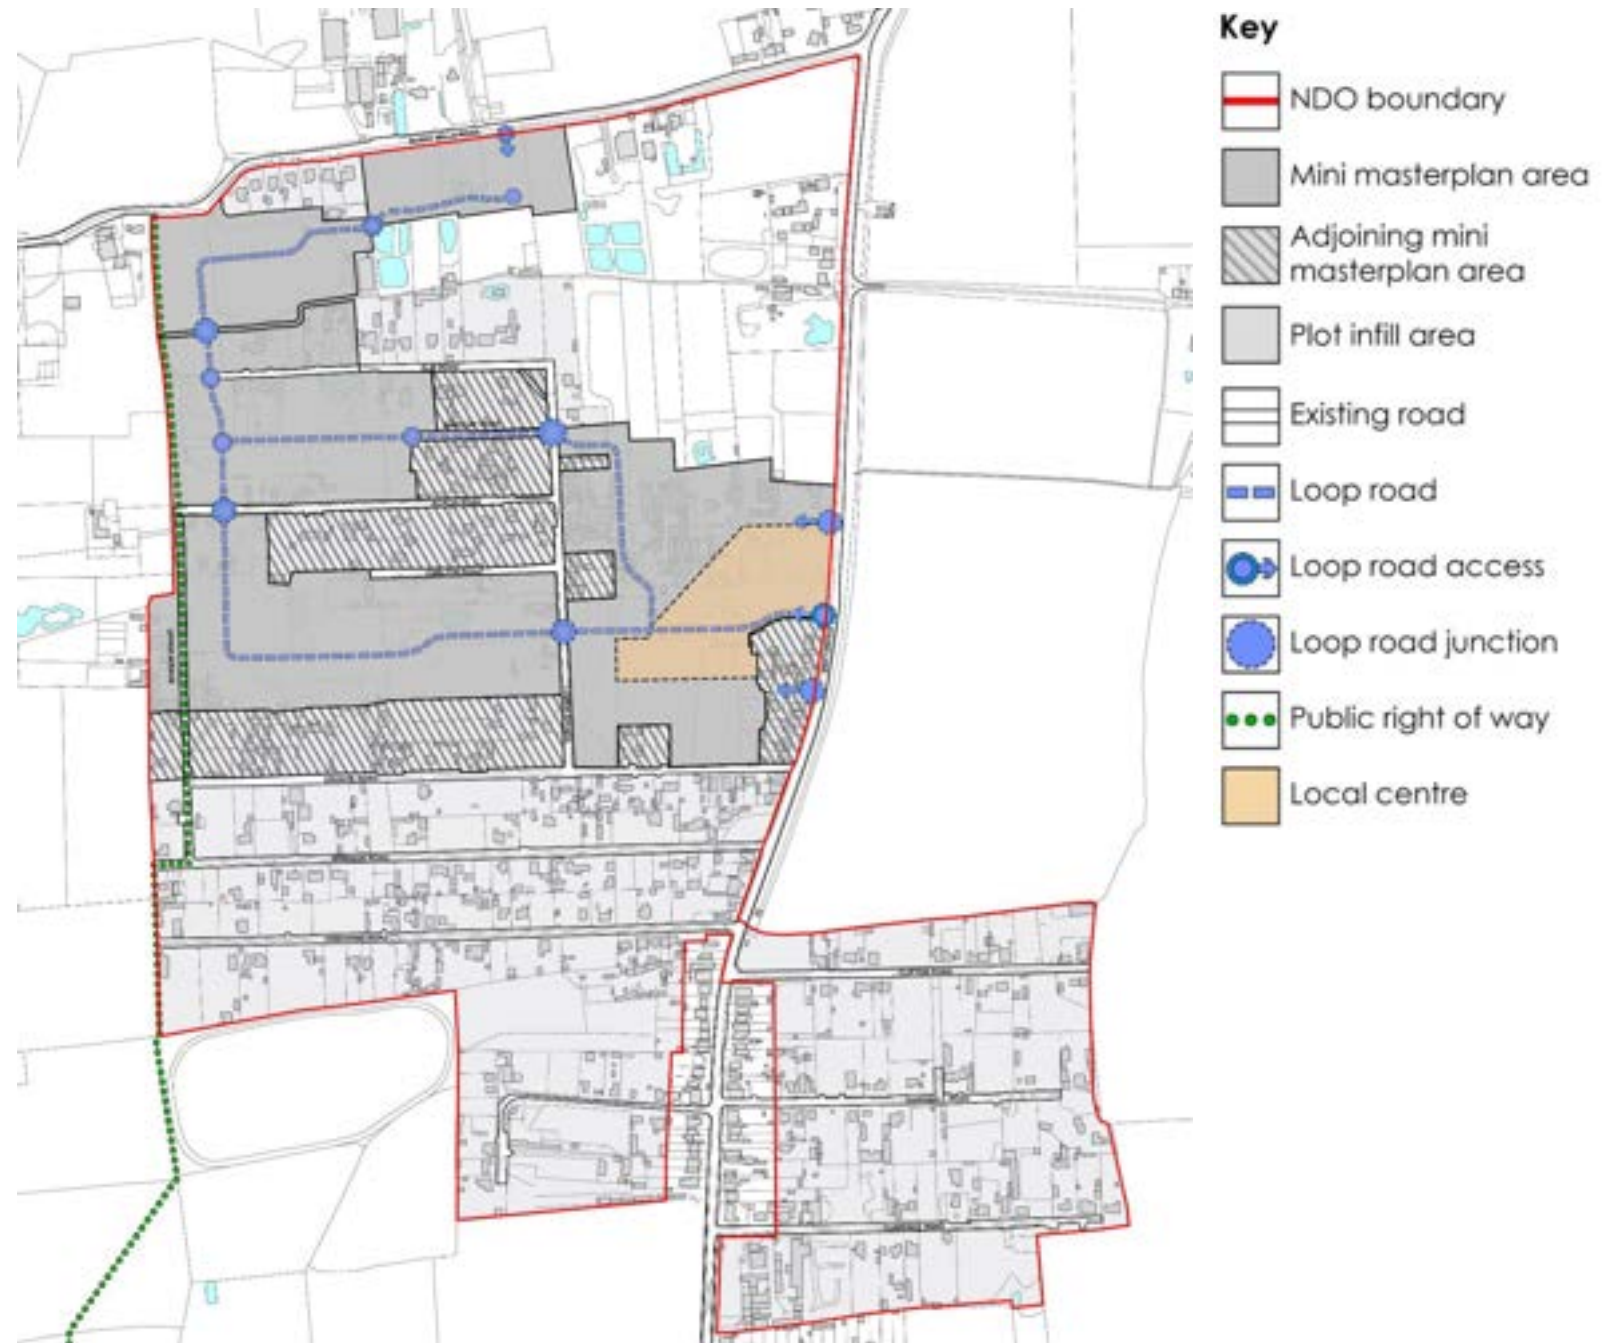 Key
NDO boundary
Mini masterplan area
Adjoining mini
masterplan area
Plot infill area
Existing road
Loop road
Loop road access
Loop road junction
Public right of way
Local centre